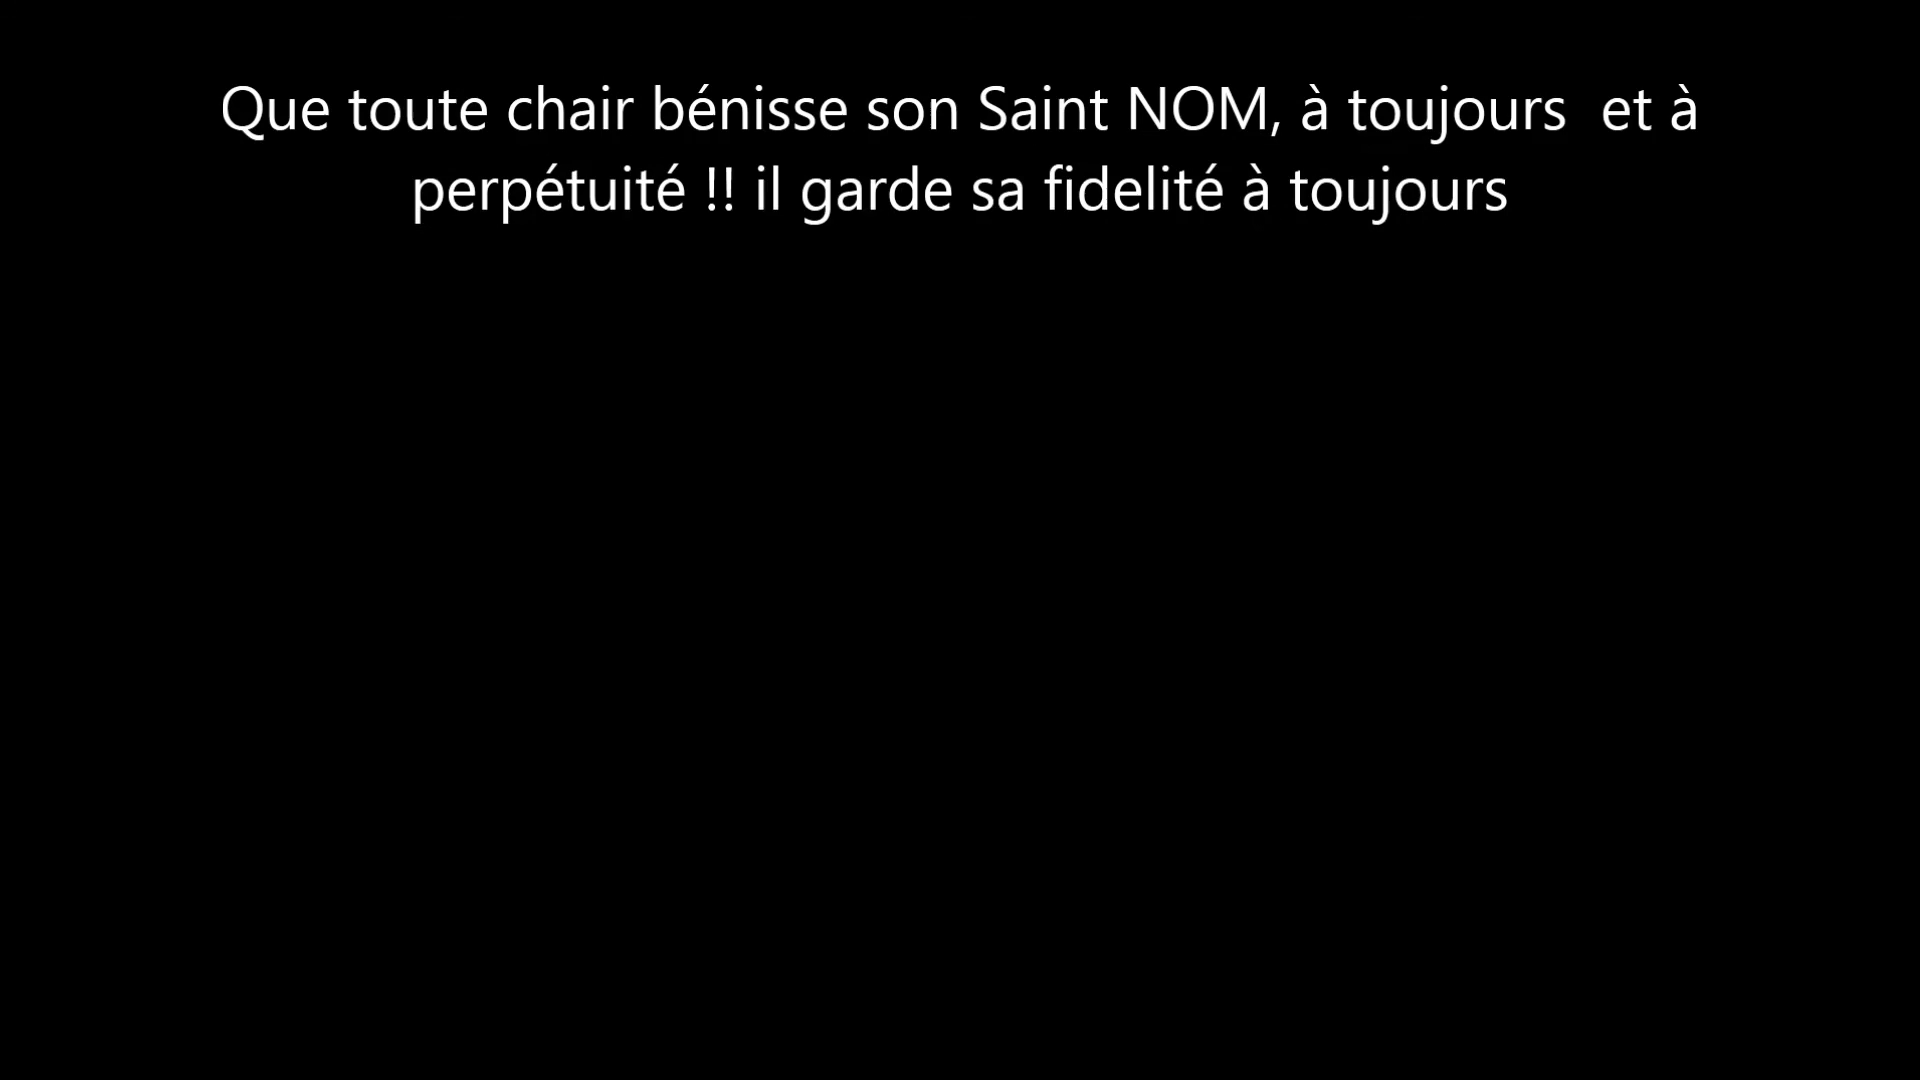 Que toute chair bénisse son Saint NOM, à toujours  et à
perpétuité !! il garde sa fidelité à toujours